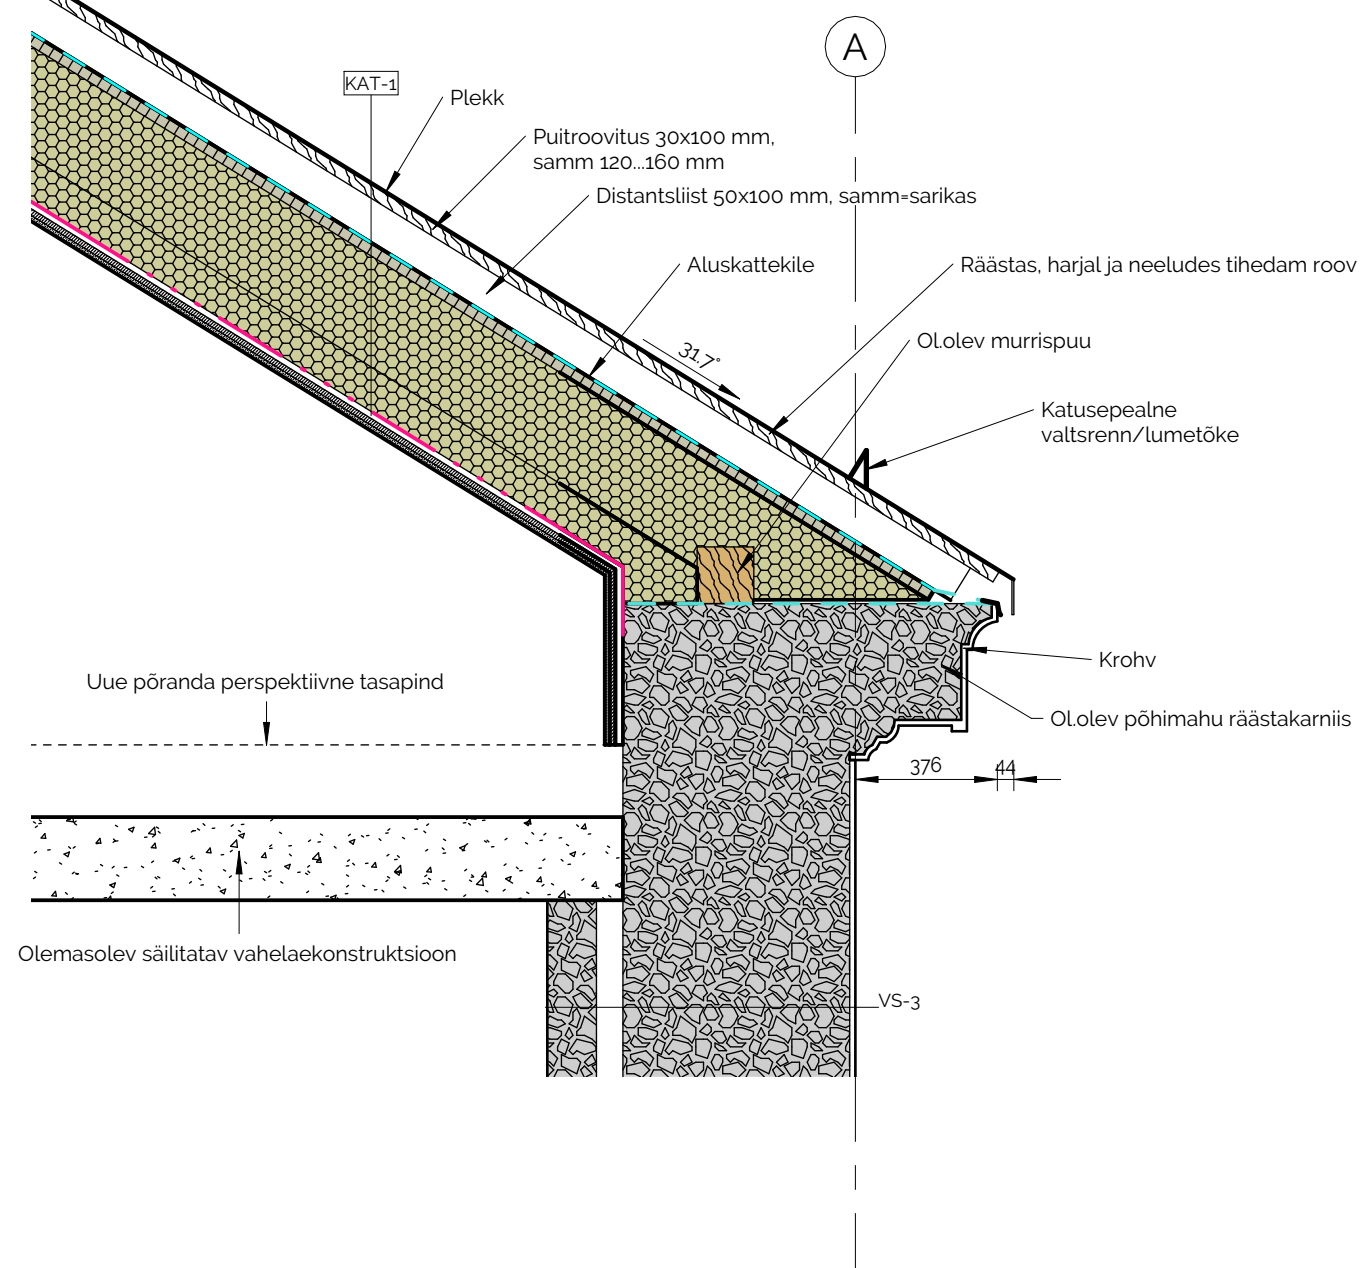 A
KAT-1
Plekk
Puitroovitus 30x100 mm,
samm 120...160 mm
Distantsliist 50x100 mm, samm=sarikas
Aluskattekile
Räästas, harjal ja neeludes tihedam roov
31.7°
Ol.olev murrispuu
Katusepealne
valtsrenn/lumetõke
Krohv
Uue põranda perspektiivne tasapind
Ol.olev põhimahu räästakarniis
376
44
Olemasolev säilitatav vahelaekonstruktsioon
VS-3